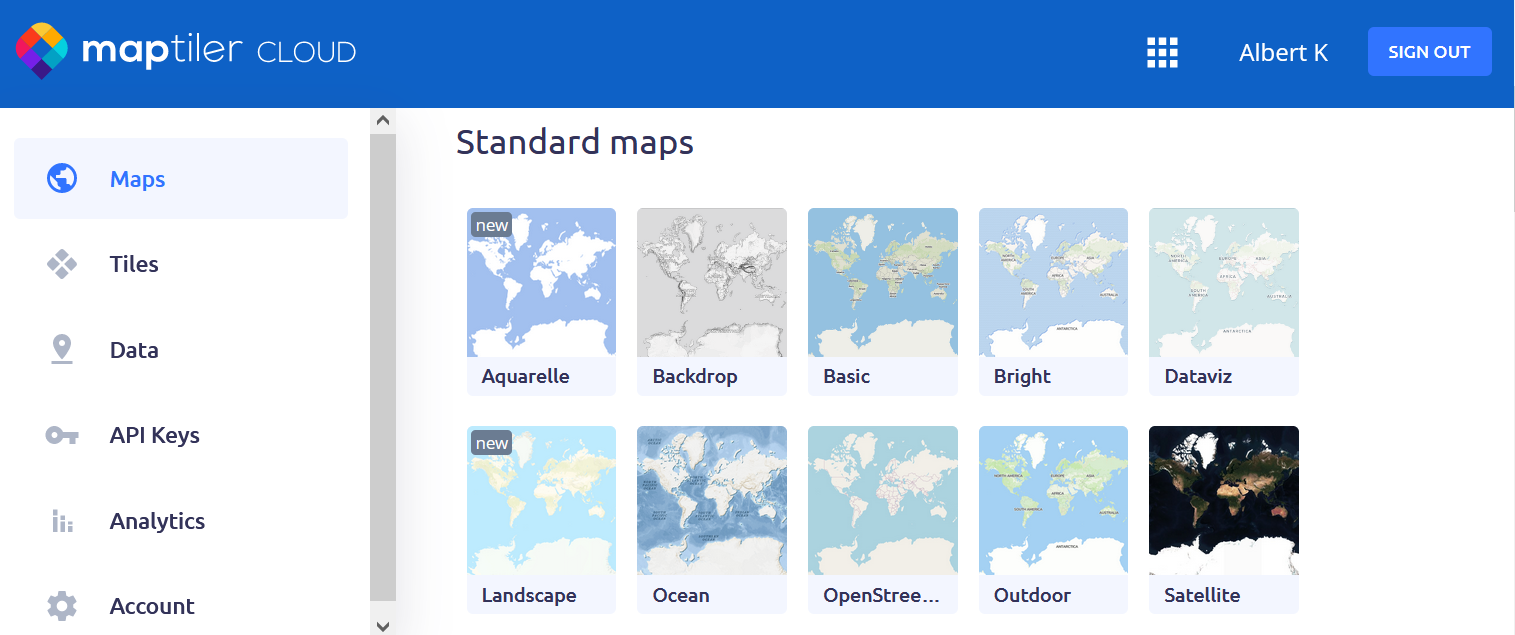 maptiler CLOUD
Albert K
SIGN OUT
Maps
Tiles
Data
API Keys
Analytics
Account
Standard maps
new
Aquarelle
Backdrop
Basic
Bright
Dataviz
new
Landscape
Ocean
OpenStree...
Outdoor
Satellite